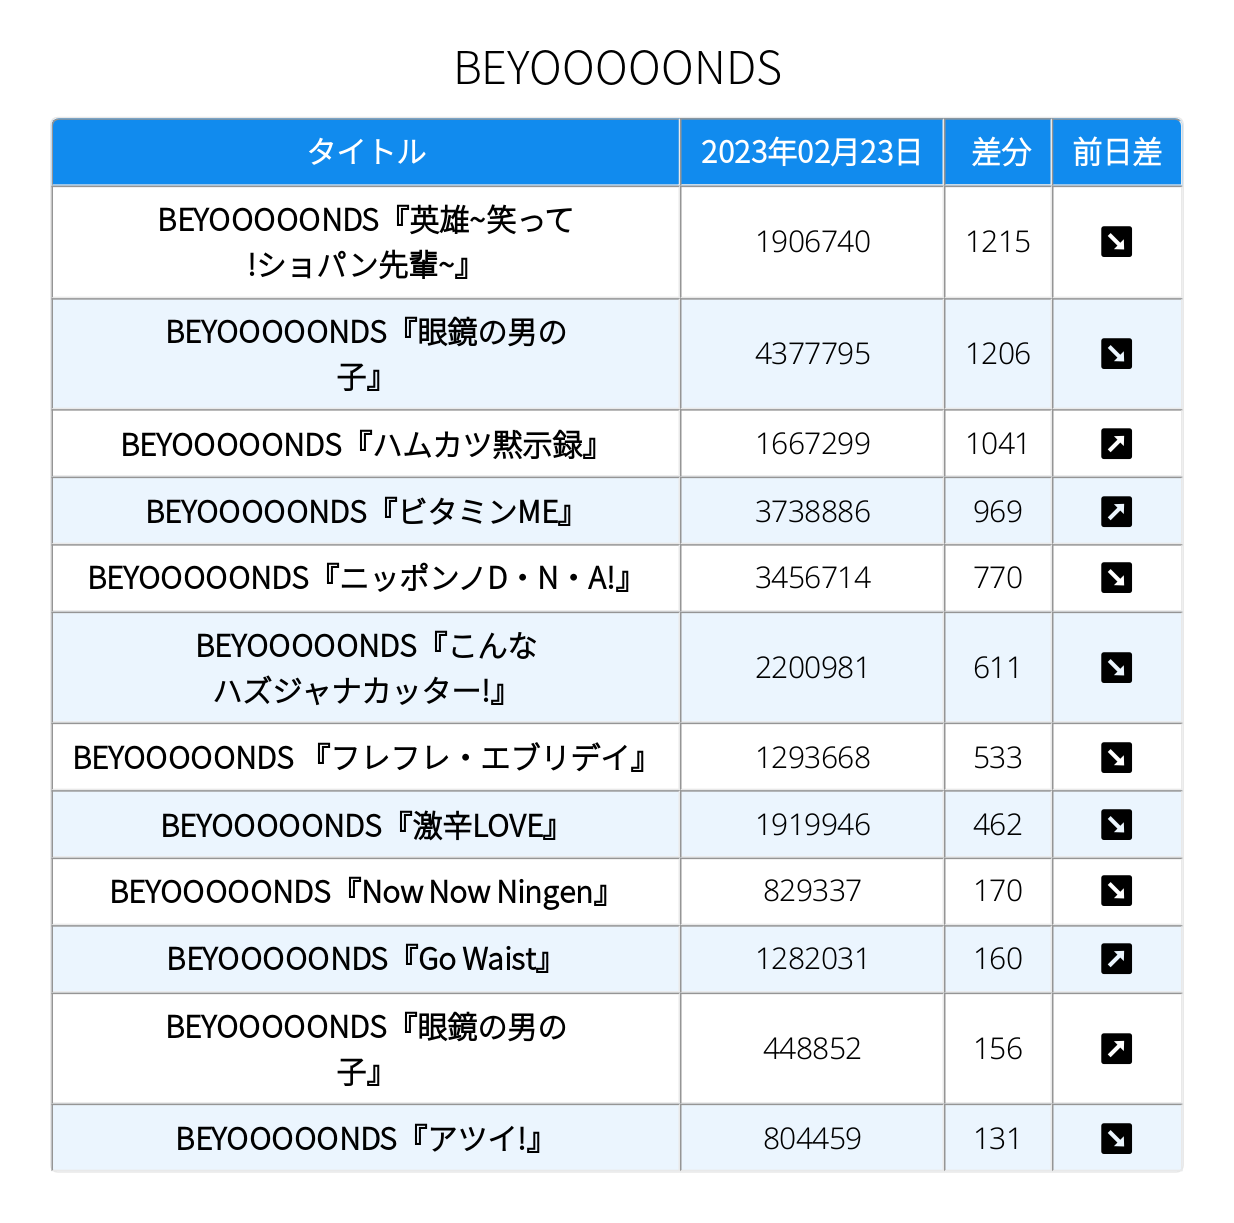 BEYOOOOONDS
タイトル 2023年02月23日 差分 前日差
BEYOOOOONDS『英雄~笑って
!ショパン先輩~』 1906740 1215 ↘
BEYOOOOONDS『眼鏡の男の
子』 4377795 1206 ↘
BEYOOOOONDS『ハムカツ黙示録』 1667299 1041 ↗
BEYOOOOONDS『ビタミンME』 3738886 969 ↗
BEYOOOOONDS『ニッポンノD・N・A!』 3456714 770 ↘
BEYOOOOONDS『こんな
ハズジャナカッター!』 2200981 611 ↘
BEYOOOOONDS 『フレフレ・エブリデイ』 1293668 533 ↘
BEYOOOOONDS『激辛LOVE』 1919946 462 ↘
BEYOOOOONDS『Now Now Ningen』 829337 170 ↘
BEYOOOOONDS『Go Waist』 1282031 160 ↗
BEYOOOOONDS『眼鏡の男の
子』 448852 156 ↗
BEYOOOOONDS『アツイ!』 804459 131 ↘